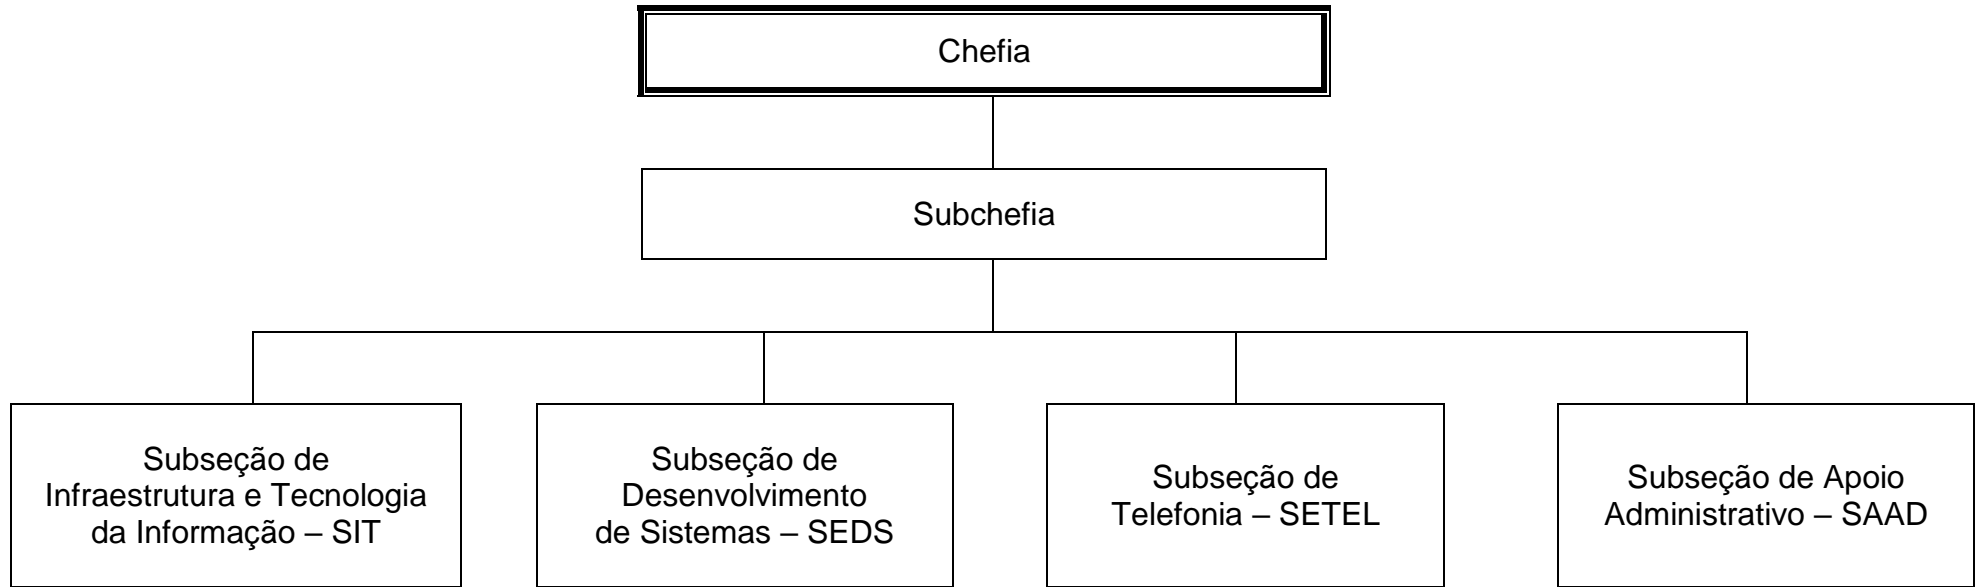 Chefia
Subchefia
Subseção de
Infraestrutura e Tecnologia
da Informação – SIT
Subseção de
Desenvolvimento
de Sistemas – SEDS
Subseção de
Telefonia – SETEL
Subseção de Apoio
Administrativo – SAAD